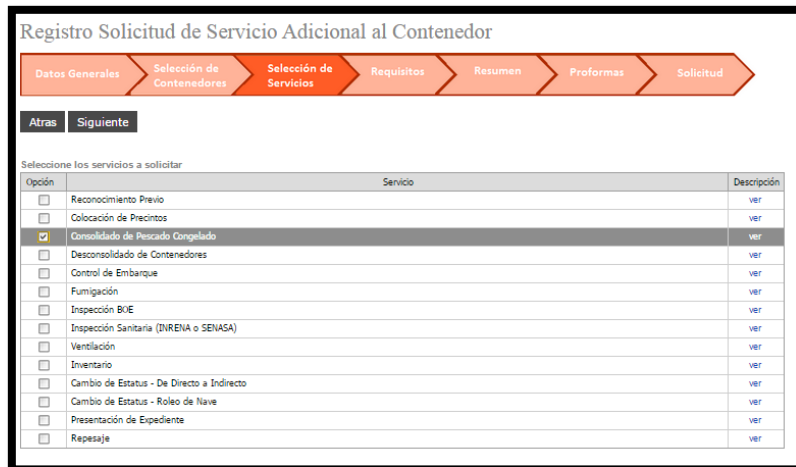 Registro Solicitud de Servicio Adicional al Contenedor
Datos Generales
Selección de
Contenedores
Selección de
Servicios
Requisitos
Resumen
Proformas
Solicitud
Atras Siguiente
Seleccione los servicios a solicitar
Opción Servicio Descripción
Reconocimiento Previo ver
Colocación de Precintos ver
Consolidado de Pescado Congelado ver
Desconsolidado de Contenedores ver
Control de Embarque ver
Fumigación ver
Inspección BOE ver
Inspección Sanitaria (INRENA o SENASA) ver
Ventilación ver
Inventario ver
Cambio de Estatus - De Directo a Indirecto ver
Cambio de Estatus - Roleo de Nave ver
Presentación de Expediente ver
Repesaje ver